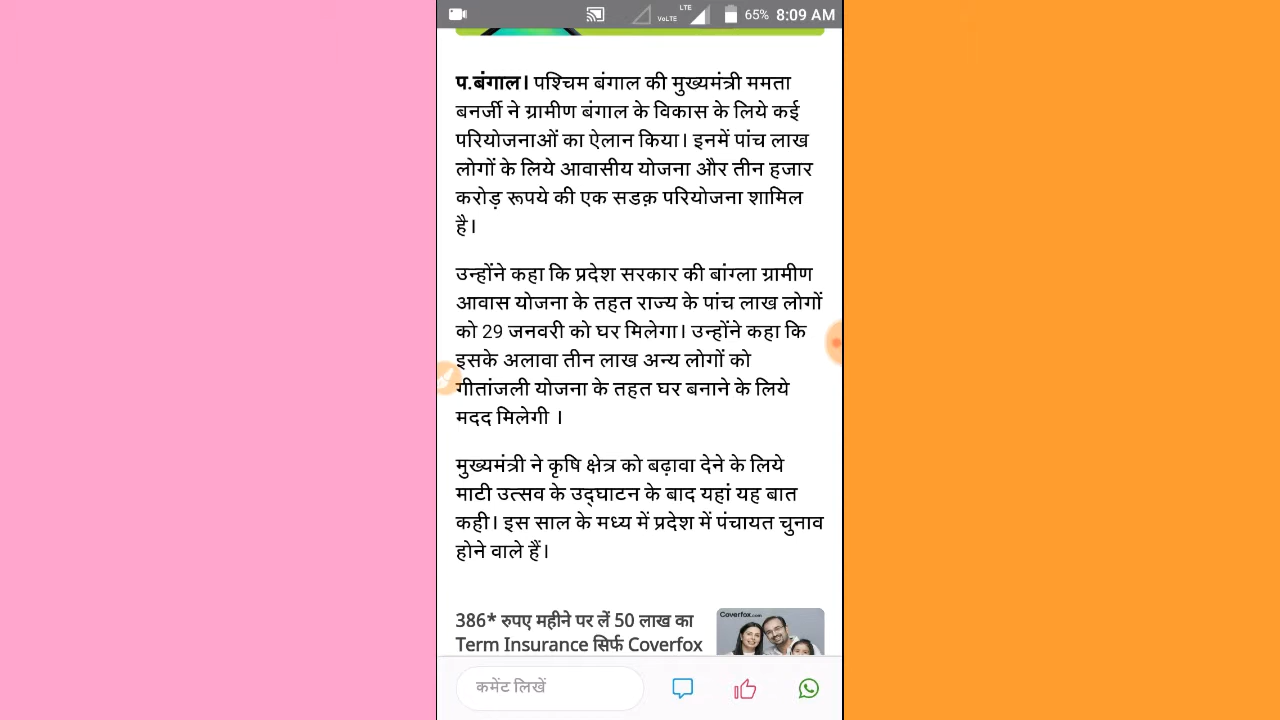 LTE
VoLTE
65% 8:09 AM
प.बंगाल। पश्चिम बंगाल की मुख्यमंत्री ममता
बनर्जी ने ग्रामीण बंगाल के विकास के लिये कई
परियोजनाओं का ऐलान किया। इनमें पांच लाख
लोगों के लिये आवासीय योजना और तीन हजार
करोड़ रूपये की एक सडक़ परियोजना शामिल
है।
उन्होंने कहा कि प्रदेश सरकार की बांग्ला ग्रामीण
आवास योजना के तहत राज्य के पांच लाख लोगों
को 29 जनवरी को घर मिलेगा। उन्होंने कहा कि
इसके अलावा तीन लाख अन्य लोगों को
गीतांजली योजना के तहत घर बनाने के लिये
मदद मिलेगी ।
मुख्यमंत्री ने कृषि क्षेत्र को बढ़ावा देने के लिये
माटी उत्सव के उद्घाटन के बाद यहां यह बात
कही। इस साल के मध्य में प्रदेश में पंचायत चुनाव
होने वाले हैं।
386* रुपए महीने पर लें 50 लाख का
Term Insurance सिर्फ Coverfox
Coverfox.com
कमेंट लिखें